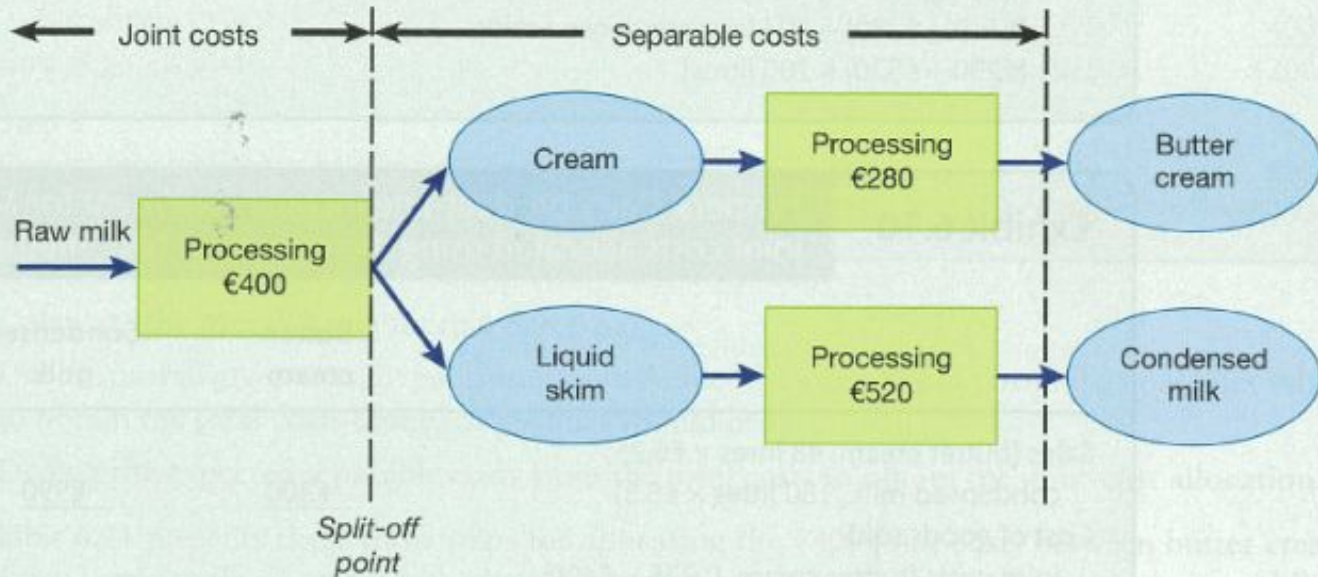 Joint costs
Separable costs
Raw milk
Processing
€400
Cream
Processing
€280
Butter
cream
Liquid
skim
Processing
€520
Condensed
milk
Split-off
point